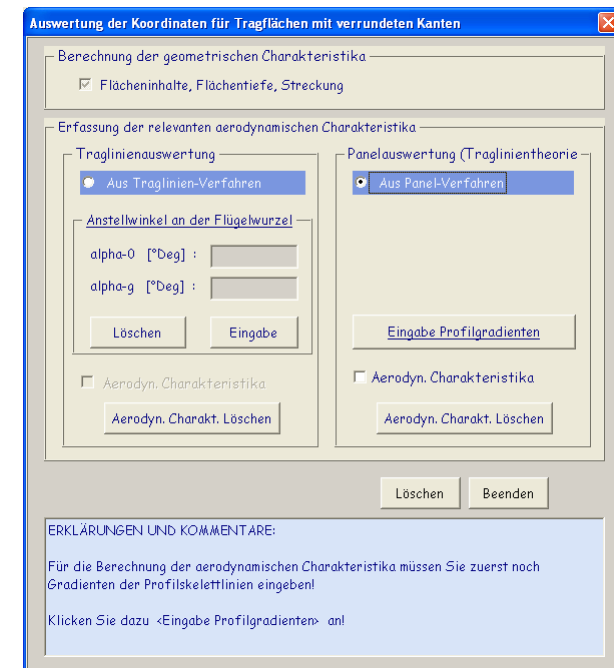 Auswertung der Koordinaten für Tragflächen mit verrundeten Kanten
Berechnung der geometrischen Charakteristika
Flächeninhalte, Flächentiefe, Streckung
Erfassung der relevanten aerodynamischen Charakteristika
Traglinienauswertung
Aus Traglinien-Verfahren
Anstellwinkel an der Flügelwurzel
alpha-0 [°Deg] :
alpha-g [°Deg] :
Löschen
Eingabe
Aerodyn. Charakteristika
Aerodyn. Charakt. Löschen
Panelauswertung (Traglinientheorie
Aus Panel-Verfahren
Eingabe Profilgradienten
Aerodyn. Charakteristika
Aerodyn. Charakt. Löschen
Löschen
Beenden
ERKLÄRUNGEN UND KOMMENTARE:
Für die Berechnung der aerodynamischen Charakteristika müssen Sie zuerst noch
Gradienten der Profilskelettlinien eingeben!
Klicken Sie dazu <Eingabe Profilgradienten> an!